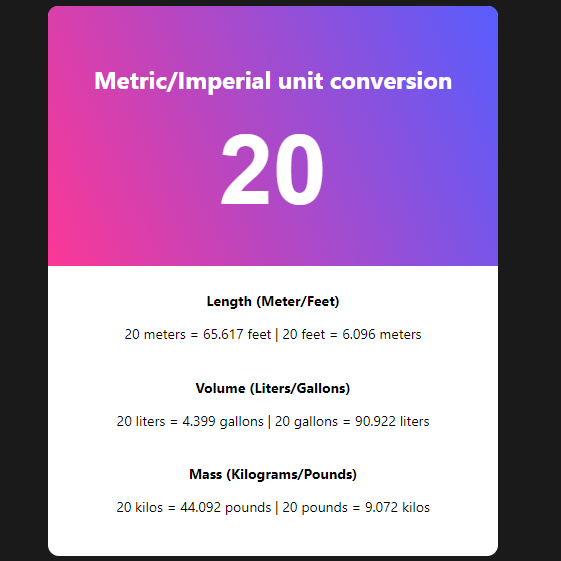 Metric/Imperial unit conversion
20
Length (Meter/Feet)
20 meters = 65.617 feet | 20 feet = 6.096 meters
Volume (Liters/Gallons)
20 liters = 4.399 gallons | 20 gallons = 90.922 liters
Mass (Kilograms/Pounds)
20 kilos = 44.092 pounds | 20 pounds = 9.072 kilos